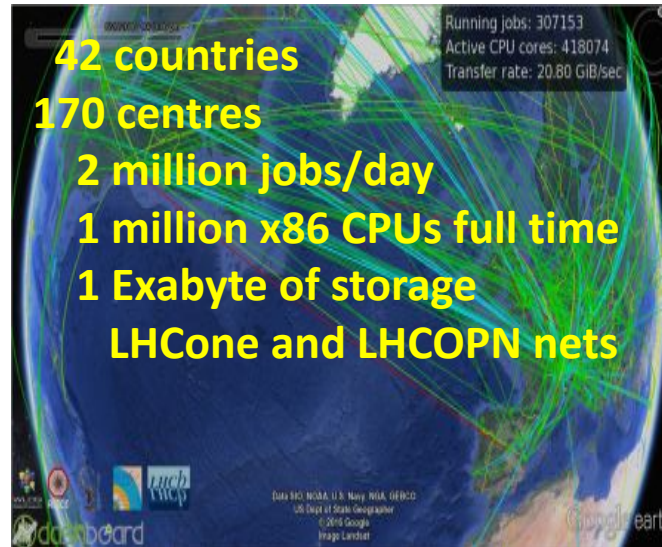 Running jobs: 307153
Active CPU cores: 418074
Transfer rate: 20.80 GiB/sec
42 countries
170 centres
2 million jobs/day
1 million x86 CPUs full time
1 Exabyte of storage
LHCone and LHCOPN nets
Data SIO, NOAA, U.S. Navy, NGA, GEBCO
US Dept of State Geographer
© 2016 Google
Image Landsat
dashboard
Google eart